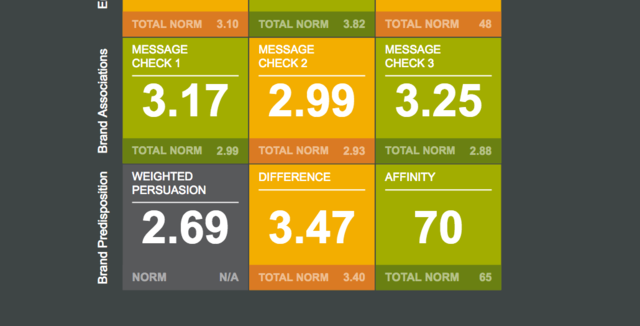 TOTAL NORM 3.10
TOTAL NORM 3.82
TOTAL NORM 48
Brand Associations
MESSAGE
CHECK 1
3.17
TOTAL NORM 2.99
MESSAGE
CHECK 2
2.99
TOTAL NORM 2.93
MESSAGE
CHECK 3
3.25
TOTAL NORM 2.88
Brand Predisposition
WEIGHTED
PERSUASION
2.69
NORM N/A
DIFFERENCE
3.47
TOTAL NORM 3.40
AFFINITY
70
TOTAL NORM 65